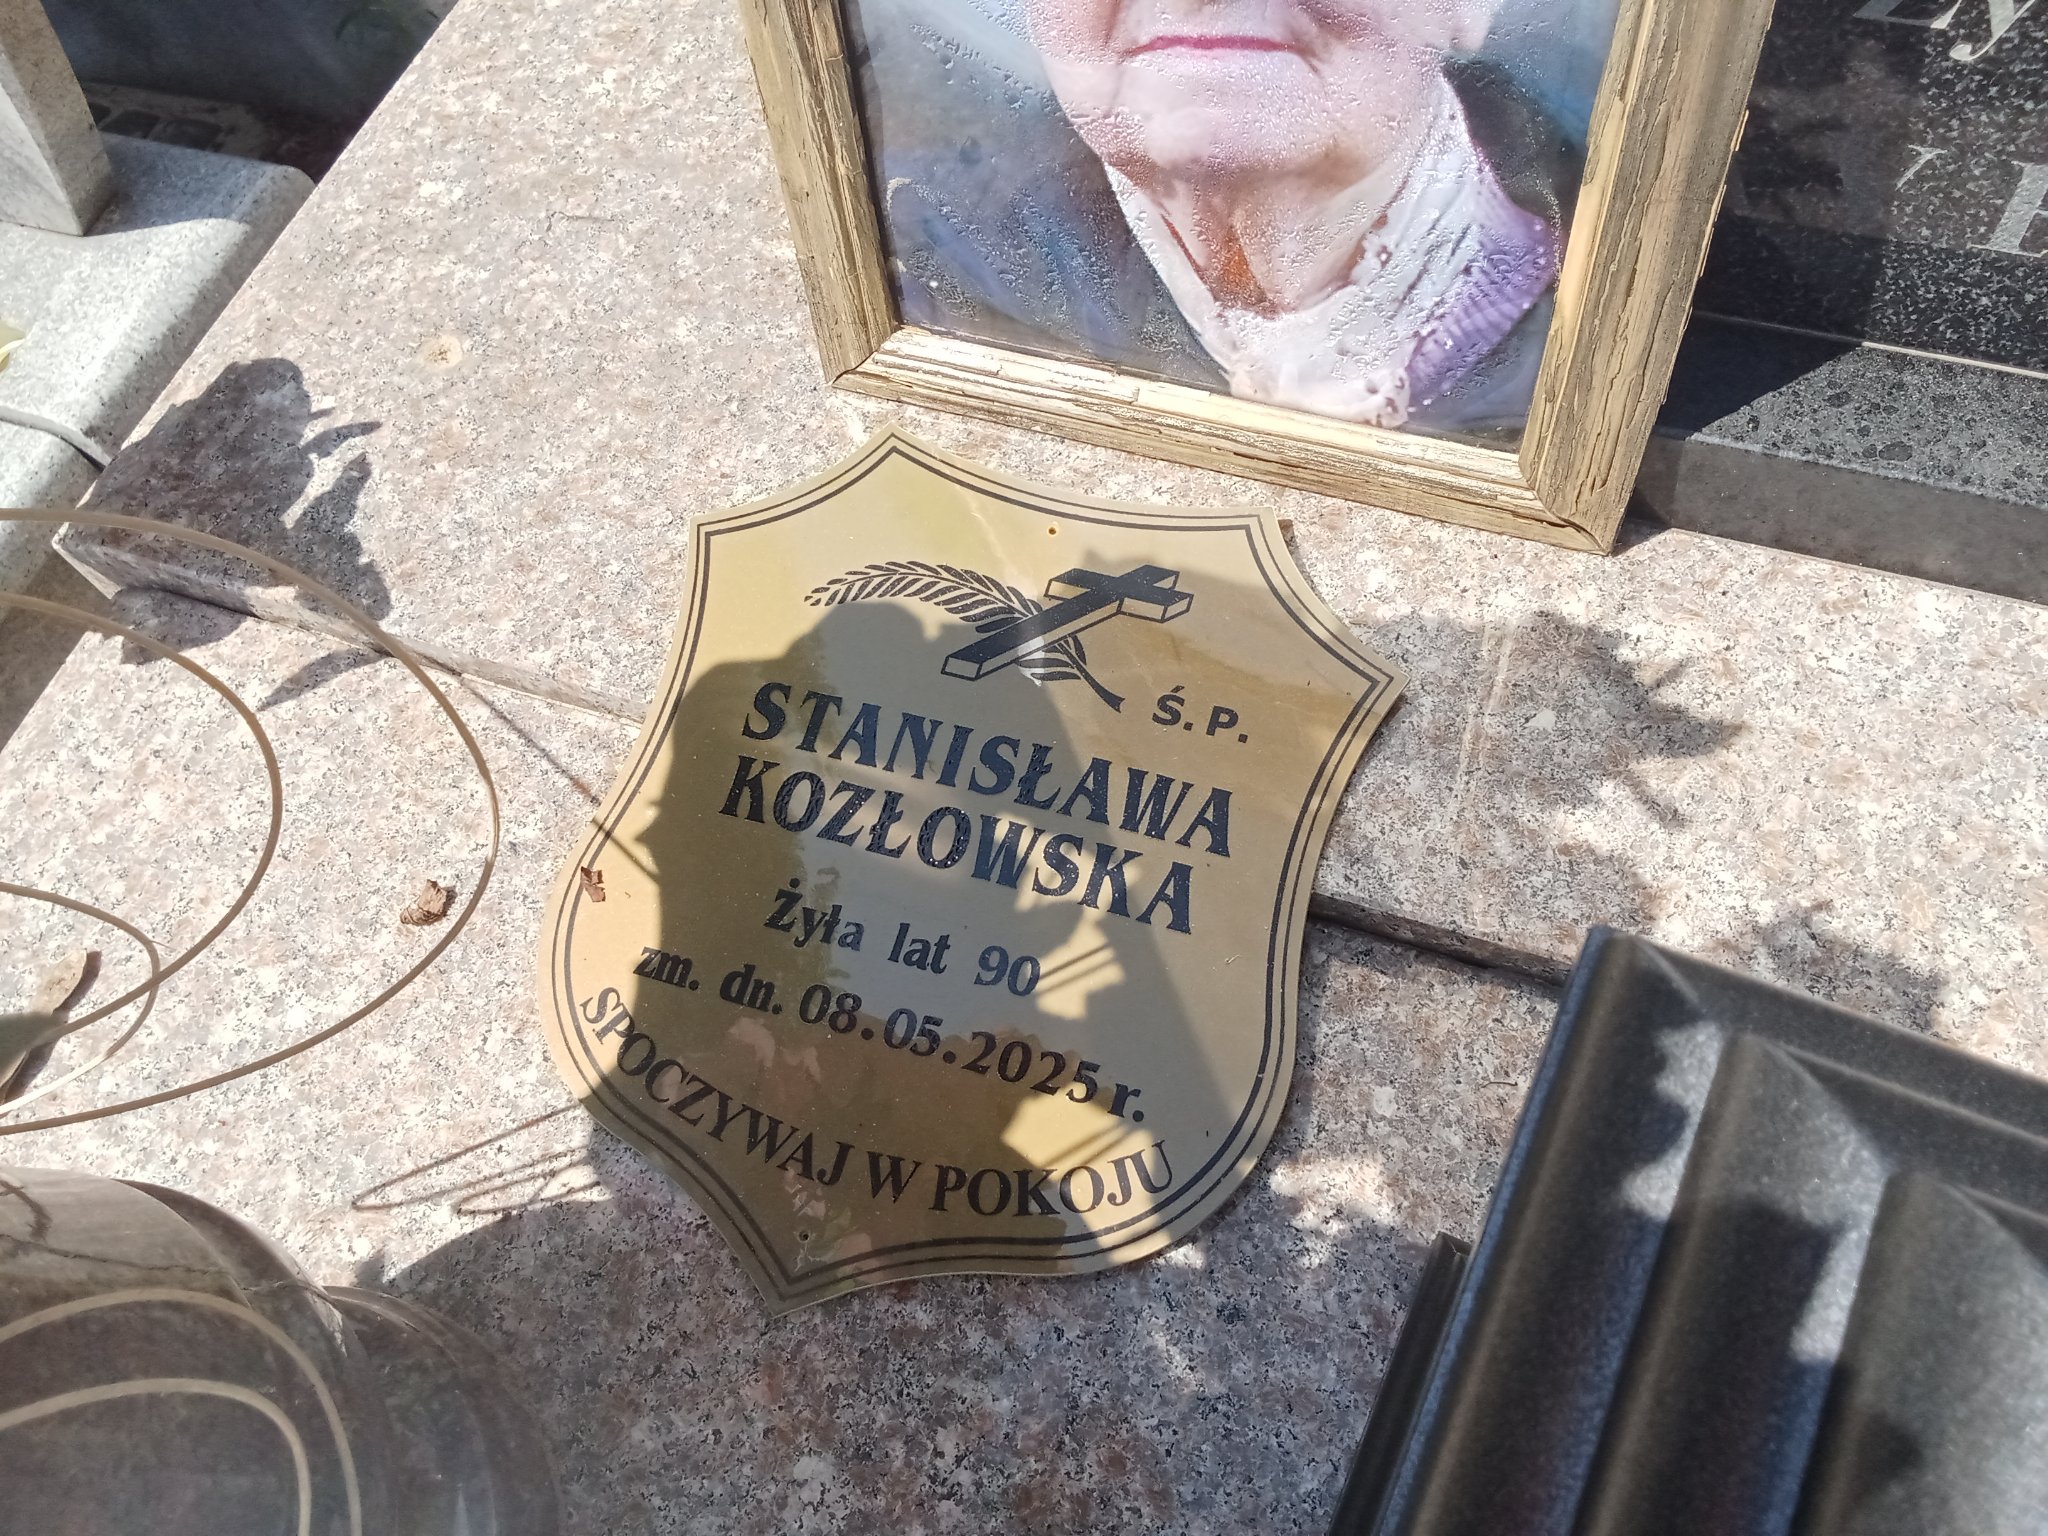 Ś.P.
STANISŁAWA
KOZŁOWSKA
Żyła lat 90
zm. dn. 08.05.2025 r.
SPOCZYWAJ W POKOJU